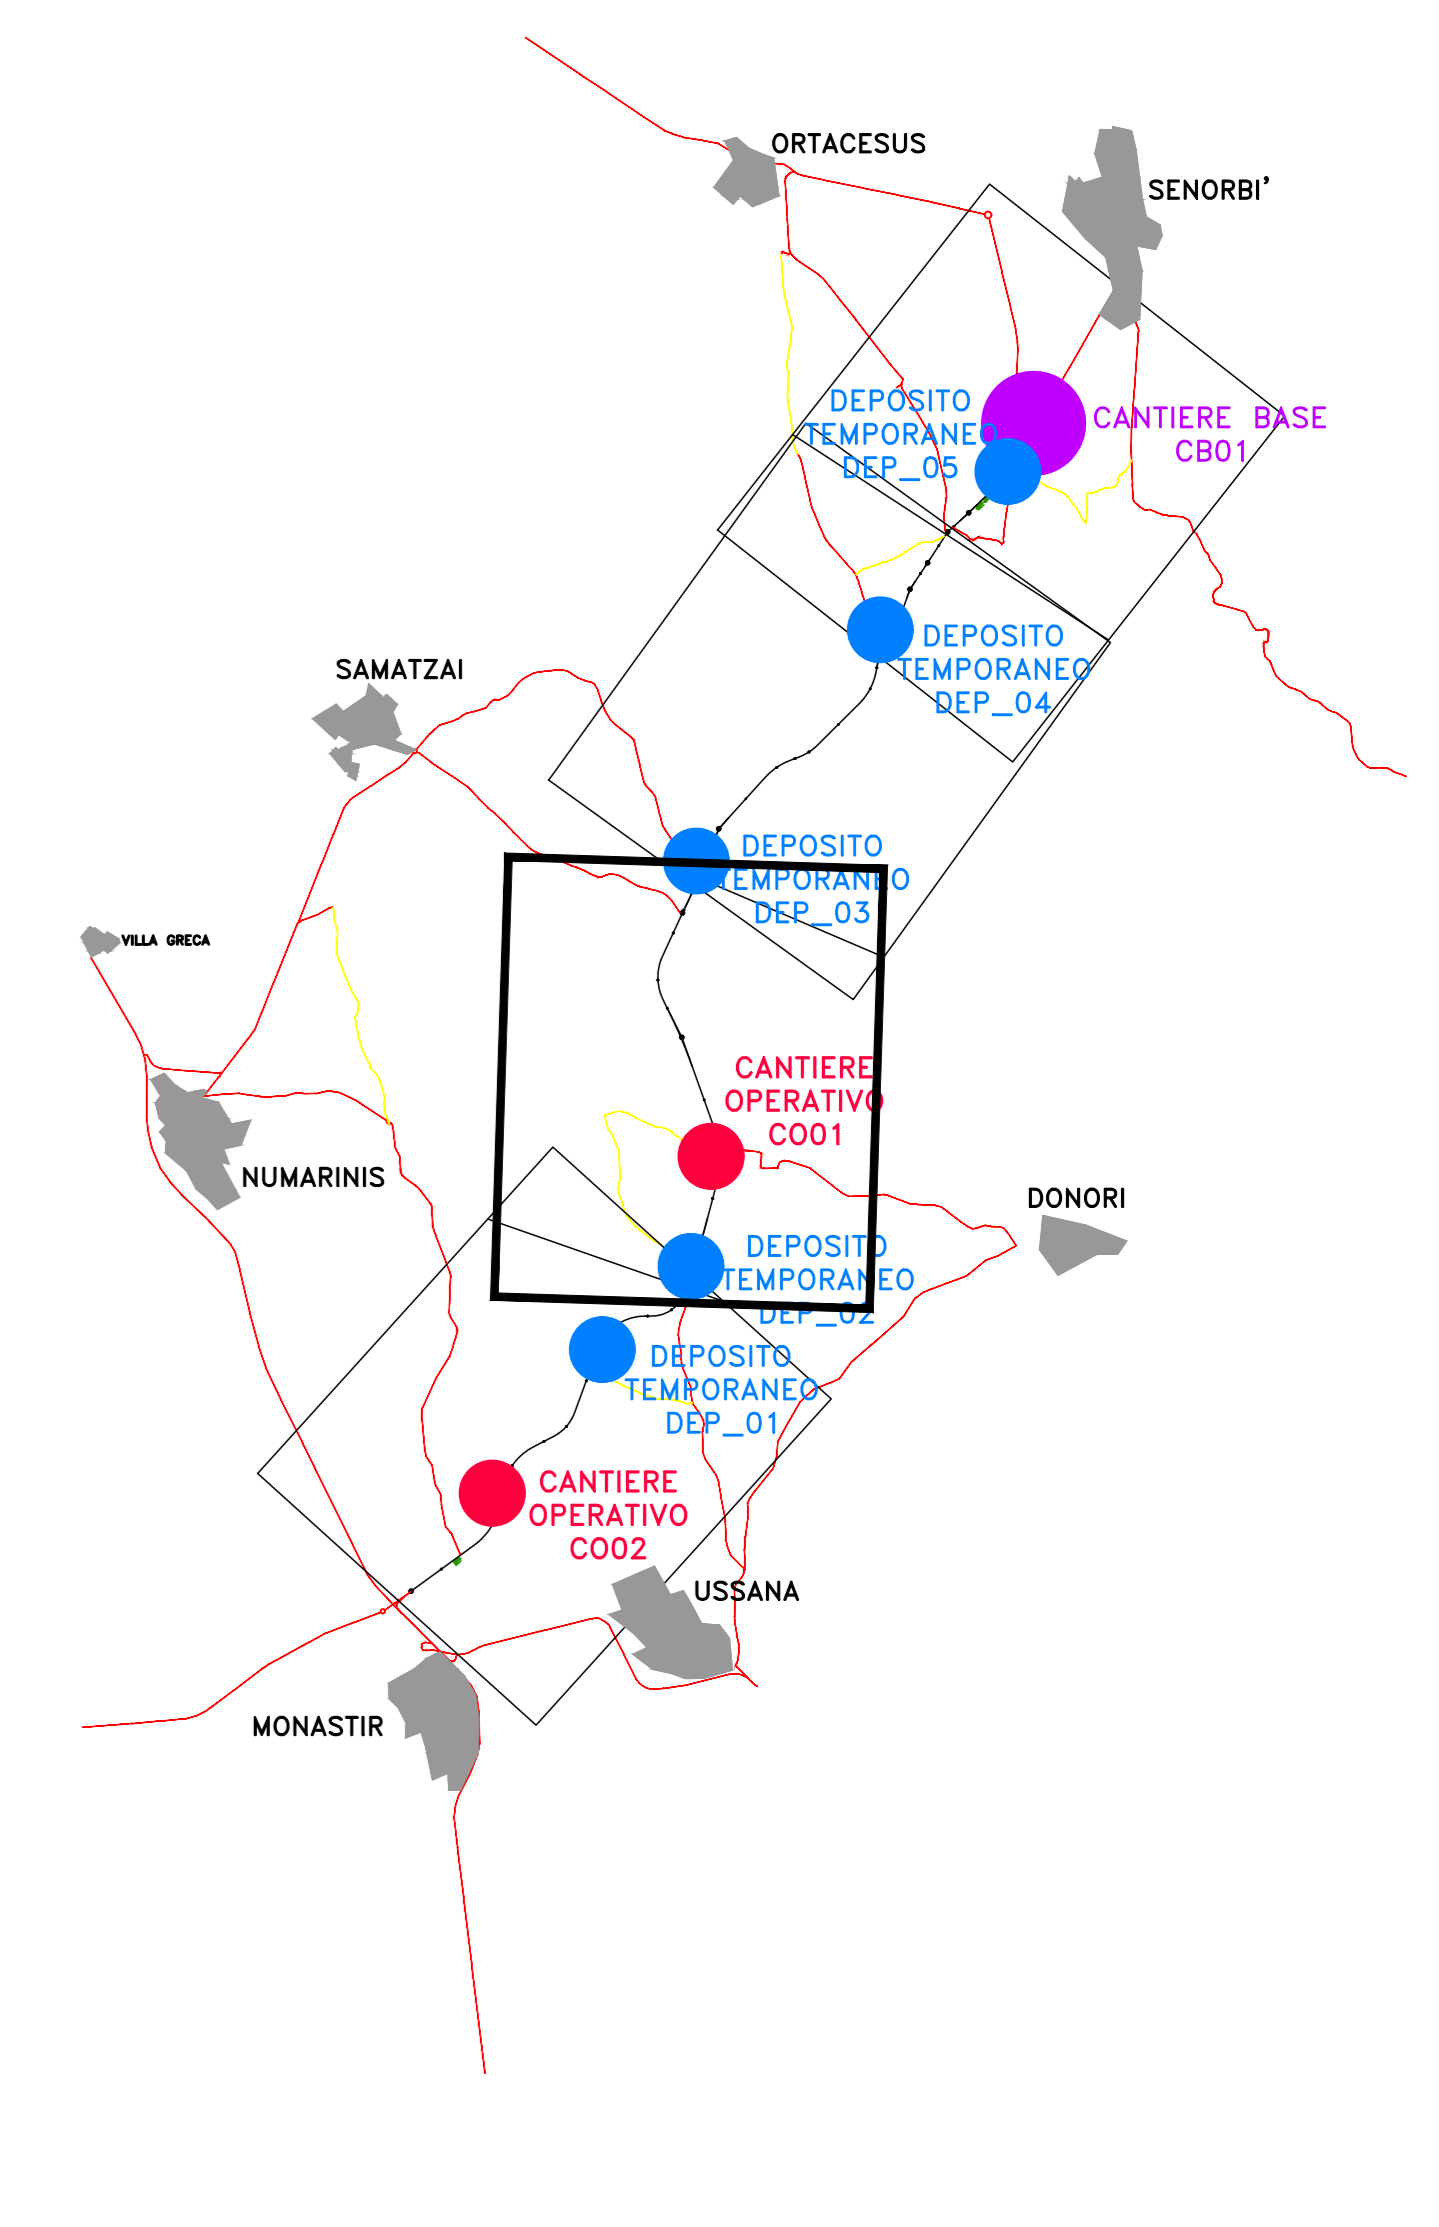 ORTACESUS
SENORBI'
DEPOSITO
TEMPORANEO
DEP_05
CANTIERE BASE
CB01
DEPOSITO
TEMPORANEO
DEP_04
SAMATZAI
DEPOSITO
TEMPORANEO
DEP_03
VILLA GRECA
CANTIERE
OPERATIVO
CO01
NUMARINIS
DONORI
DEPOSITO
TEMPORANEO
DEP_02
DEPOSITO
TEMPORANEO
DEP_01
CANTIERE
OPERATIVO
CO02
USSANA
MONASTIR